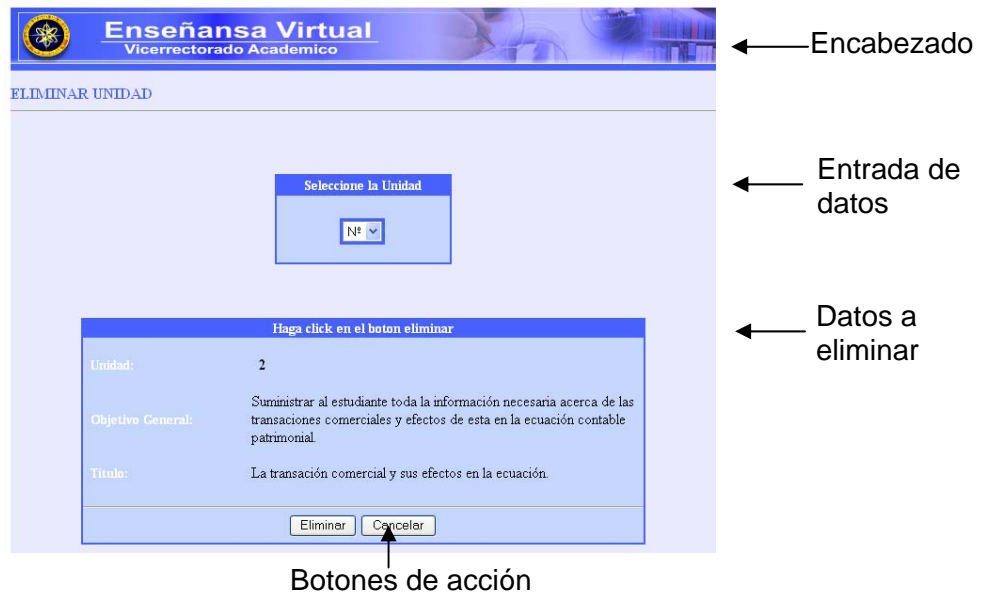 Enseñansa Virtual
Vicerrectorado Academico
Encabezado
ELIMINAR UNIDAD
Seleccione la Unidad
Nº
Entrada de
datos
Haga click en el boton eliminar
Datos a
eliminar
Unidad: 2
Objetivo General: Suministrar al estudiante toda la información necesaria acerca de las
transaciones comerciales y efectos de esta en la ecuación contable
patrimonial.
Titulo: La transación comercial y sus efectos en la ecuación.
Eliminar Cancelar
Botones de acción